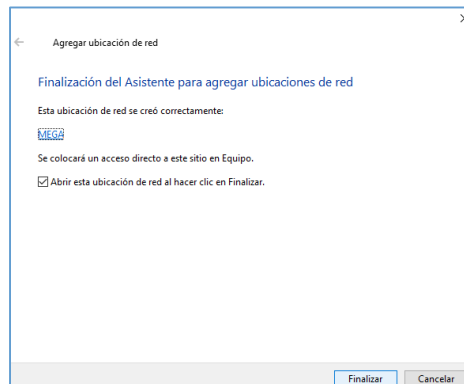 Agregar ubicación de red
Finalización del Asistente para agregar ubicaciones de red
Esta ubicación de red se creó correctamente:
MEGA
Se colocará un acceso directo a este sitio en Equipo.
Abrir esta ubicación de red al hacer clic en Finalizar.
Finalizar Cancelar